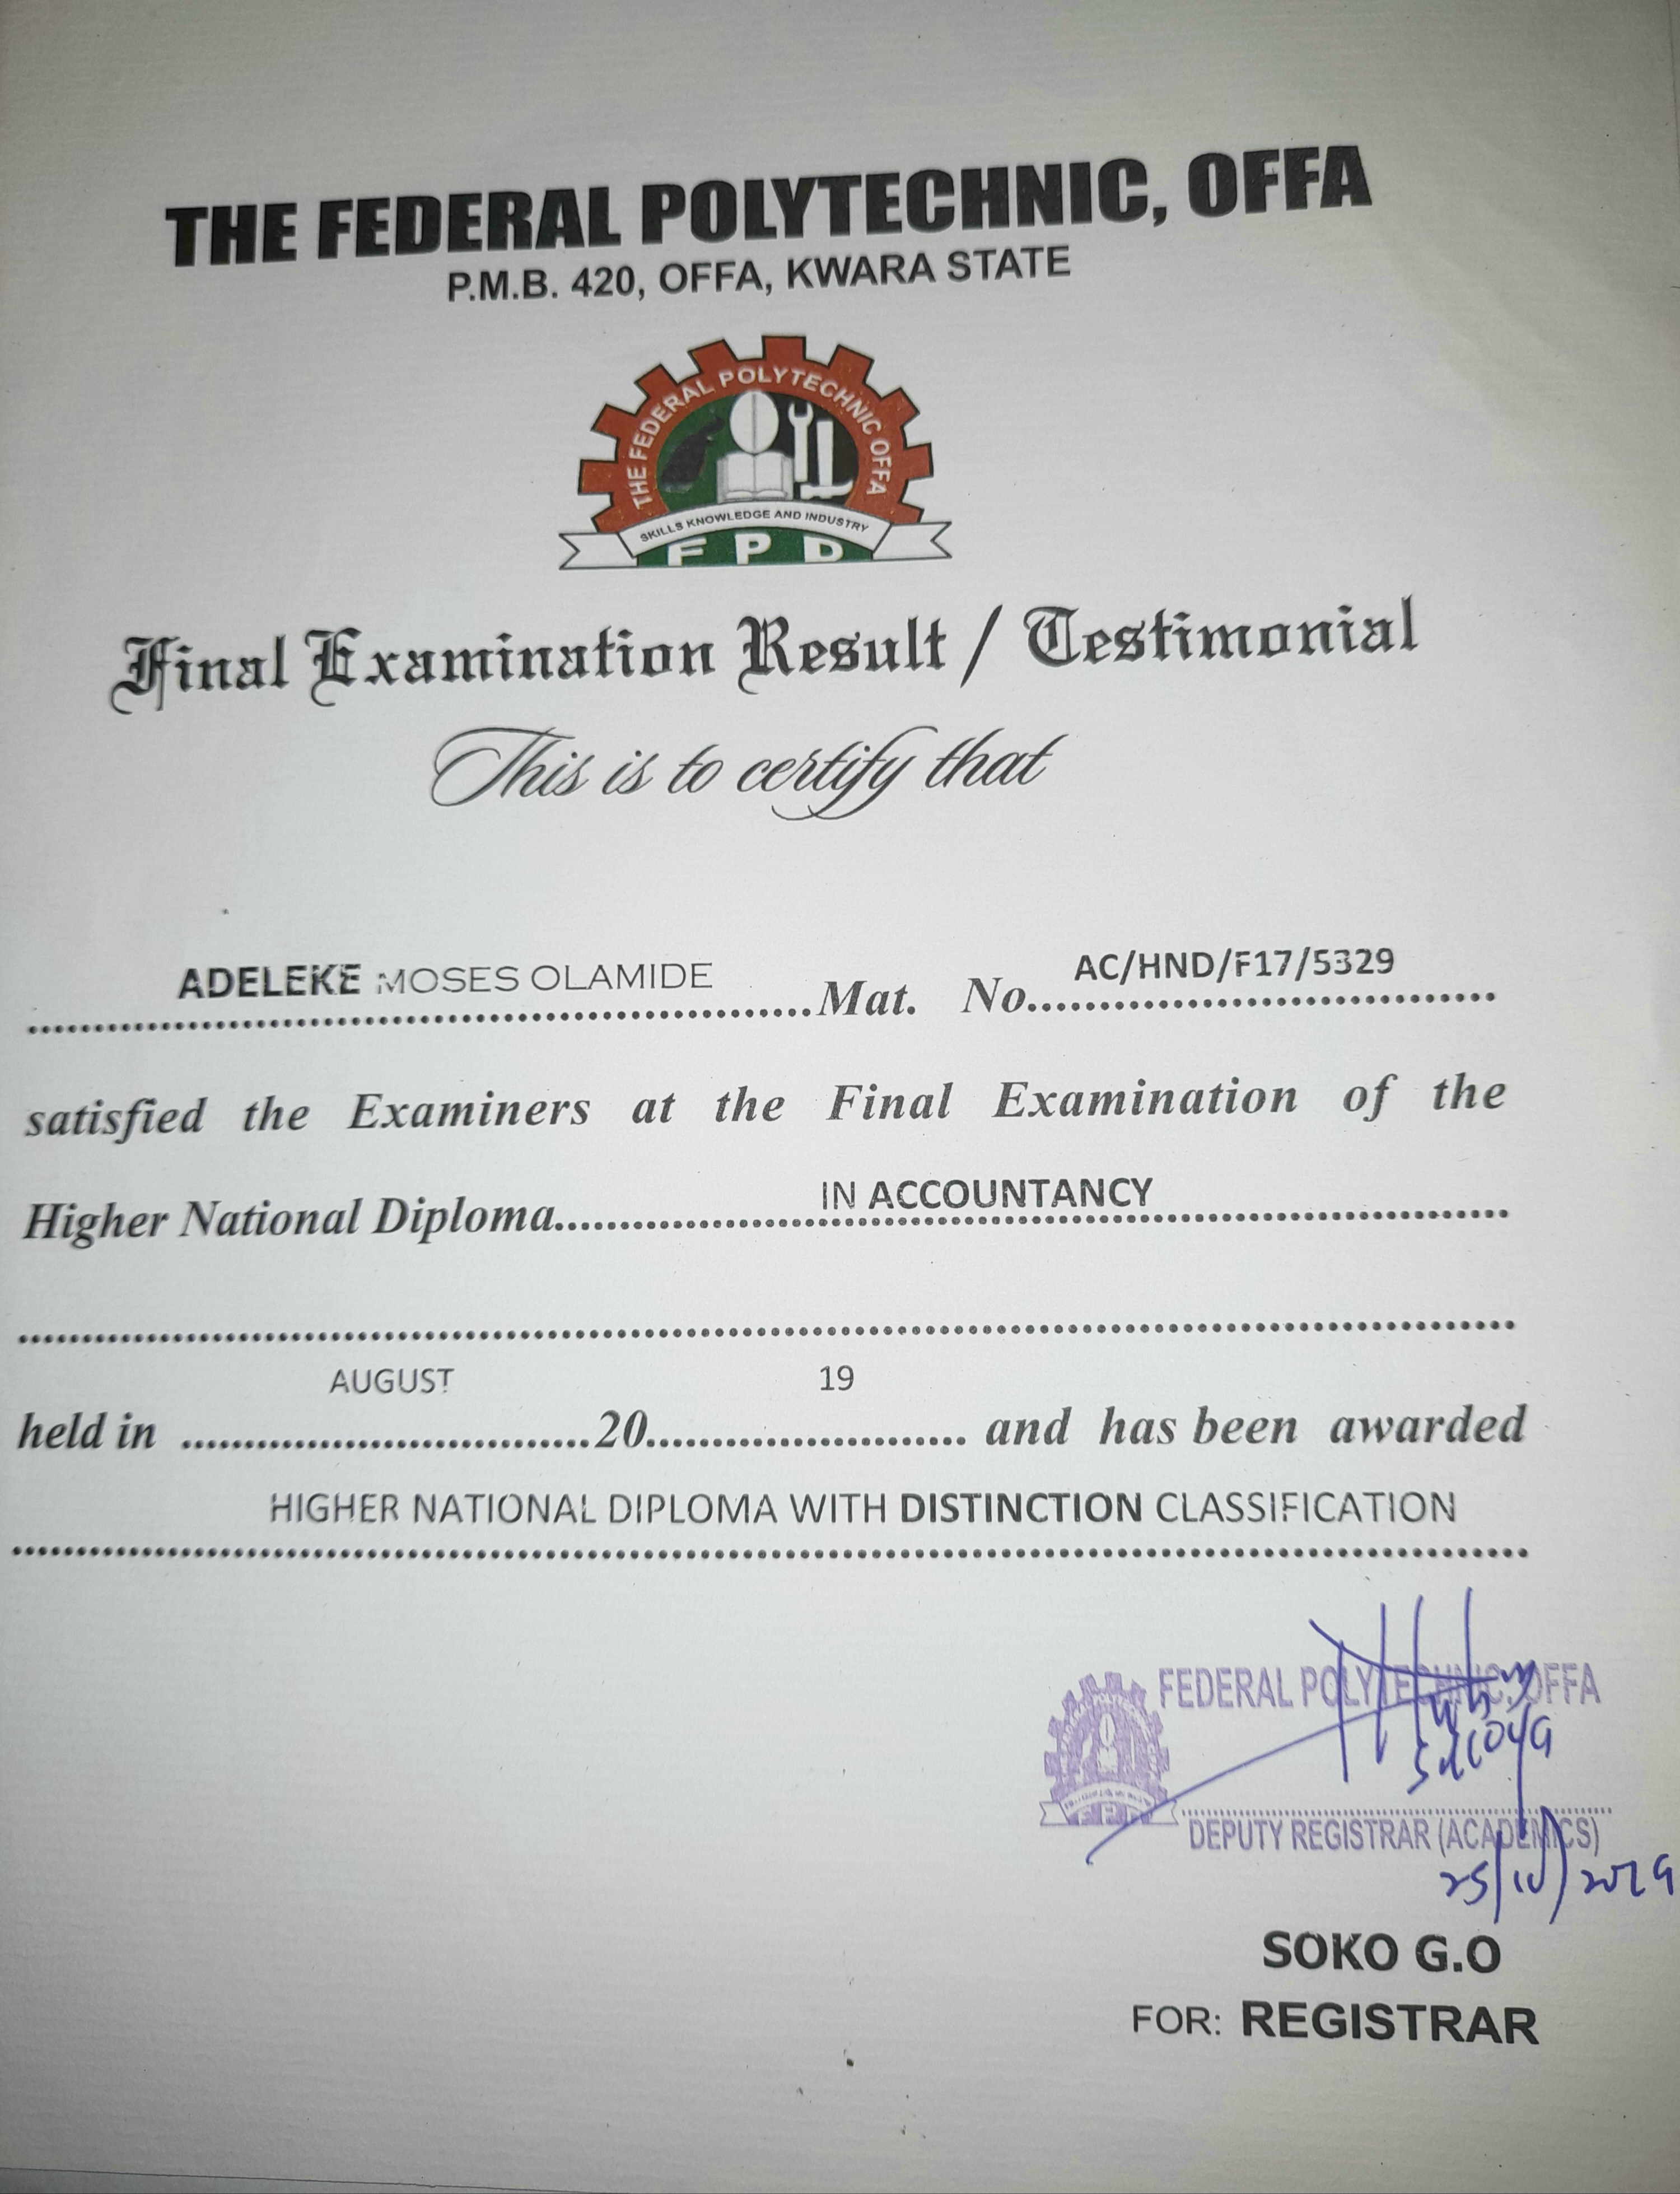 THE FEDERAL POLYTECHNIC, OFFA
P.M.B. 420, OFFA, KWARA STATE
THE FEDERAL POLYTECHNIC OFFA
SKILLS KNOWLEDGE AND INDUSTRY
F P D
Final Examination Result / Testimonial
This is to certify that
ADELEKE MOSES OLAMIDE Mat. No. AC/HND/F17/5329
satisfied the Examiners at the Final Examination of the
Higher National Diploma IN ACCOUNTANCY
held in AUGUST 20 19 and has been awarded
HIGHER NATIONAL DIPLOMA WITH DISTINCTION CLASSIFICATION
FEDERAL POLYTECHNIC, OFFA
DEPUTY REGISTRAR (ACADEMICS)
25/10/2019
SOKO G.O
FOR: REGISTRAR